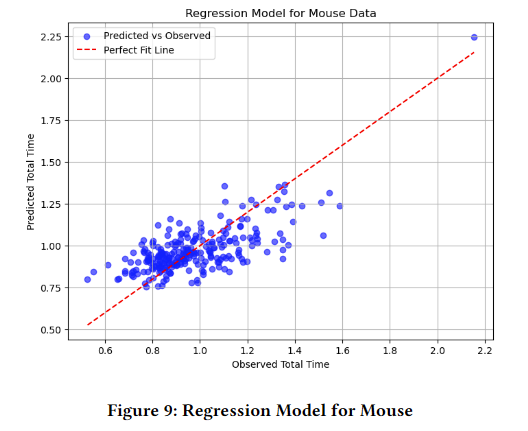 Regression Model for Mouse Data
Predicted vs Observed
Perfect Fit Line
2.25
2.00
1.75
1.50
1.25
1.00
0.75
0.50
Predicted Total Time
0.6 0.8 1.0 1.2 1.4 1.6 1.8 2.0 2.2
Observed Total Time
Figure 9: Regression Model for Mouse